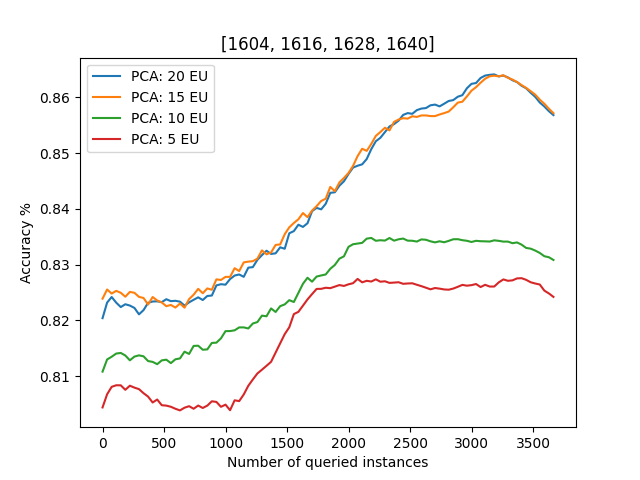 [1604, 1616, 1628, 1640]
PCA: 20 EU
PCA: 15 EU
PCA: 10 EU
PCA: 5 EU
Accuracy %
0.86
0.85
0.84
0.83
0.82
0.81
0 500 1000 1500 2000 2500 3000 3500
Number of queried instances